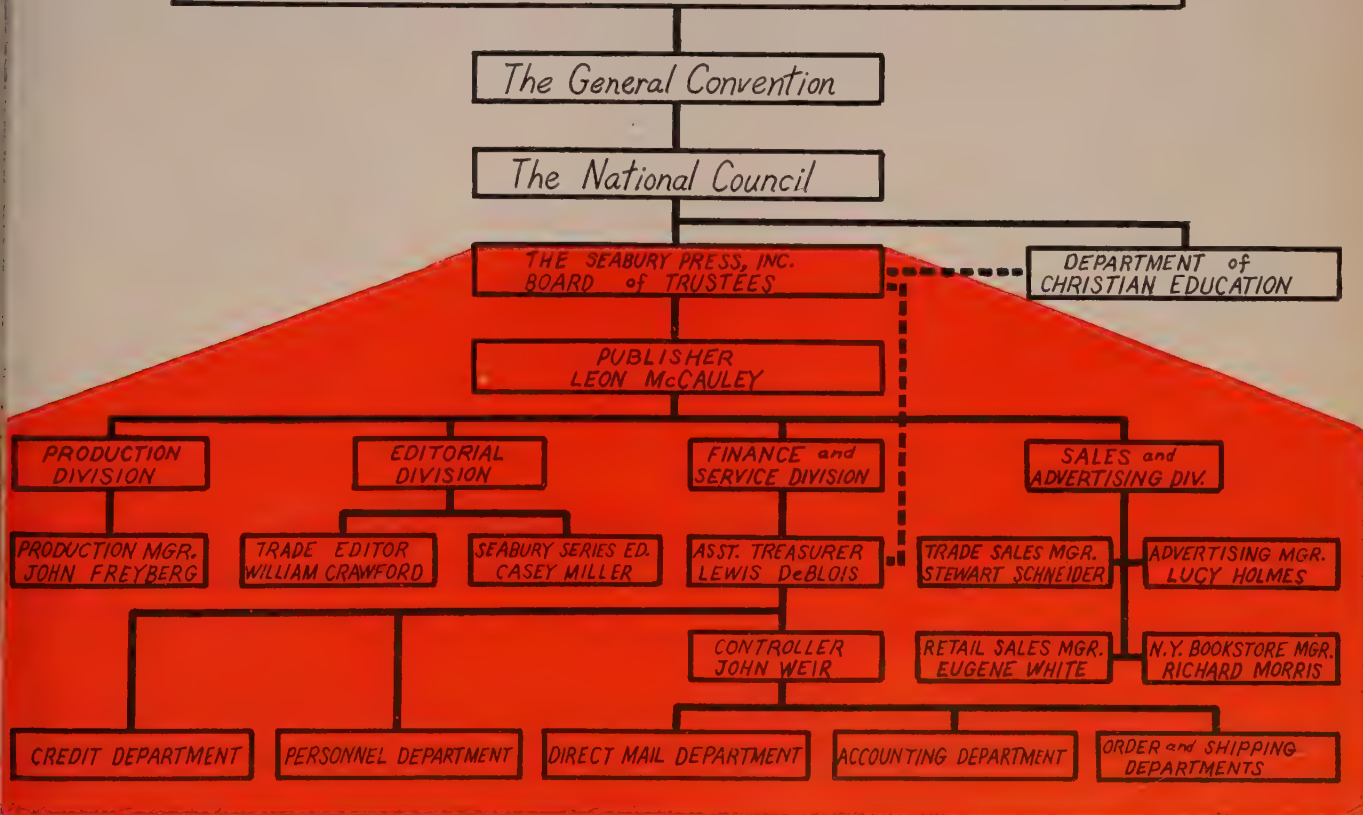 The General Convention
The National Council
THE SEABURY PRESS, INC.
BOARD of TRUSTEES
DEPARTMENT of
CHRISTIAN EDUCATION
PUBLISHER
LEON McCAULEY
PRODUCTION
DIVISION
EDITORIAL
DIVISION
FINANCE and
SERVICE DIVISION
SALES and
ADVERTISING DIV.
PRODUCTION MGR.
JOHN FREYBERG
TRADE EDITOR
WILLIAM CRAWFORD
SEABURY SERIES ED.
CASEY MILLER
ASST. TREASURER
LEWIS DeBLOIS
TRADE SALES MGR.
STEWART SCHNEIDER
ADVERTISING MGR.
LUCY HOLMES
CONTROLLER
JOHN WEIR
RETAIL SALES MGR.
EUGENE WHITE
N.Y. BOOKSTORE MGR.
RICHARD MORRIS
CREDIT DEPARTMENT
PERSONNEL DEPARTMENT
DIRECT MAIL DEPARTMENT
ACCOUNTING DEPARTMENT
ORDER and SHIPPING
DEPARTMENTS